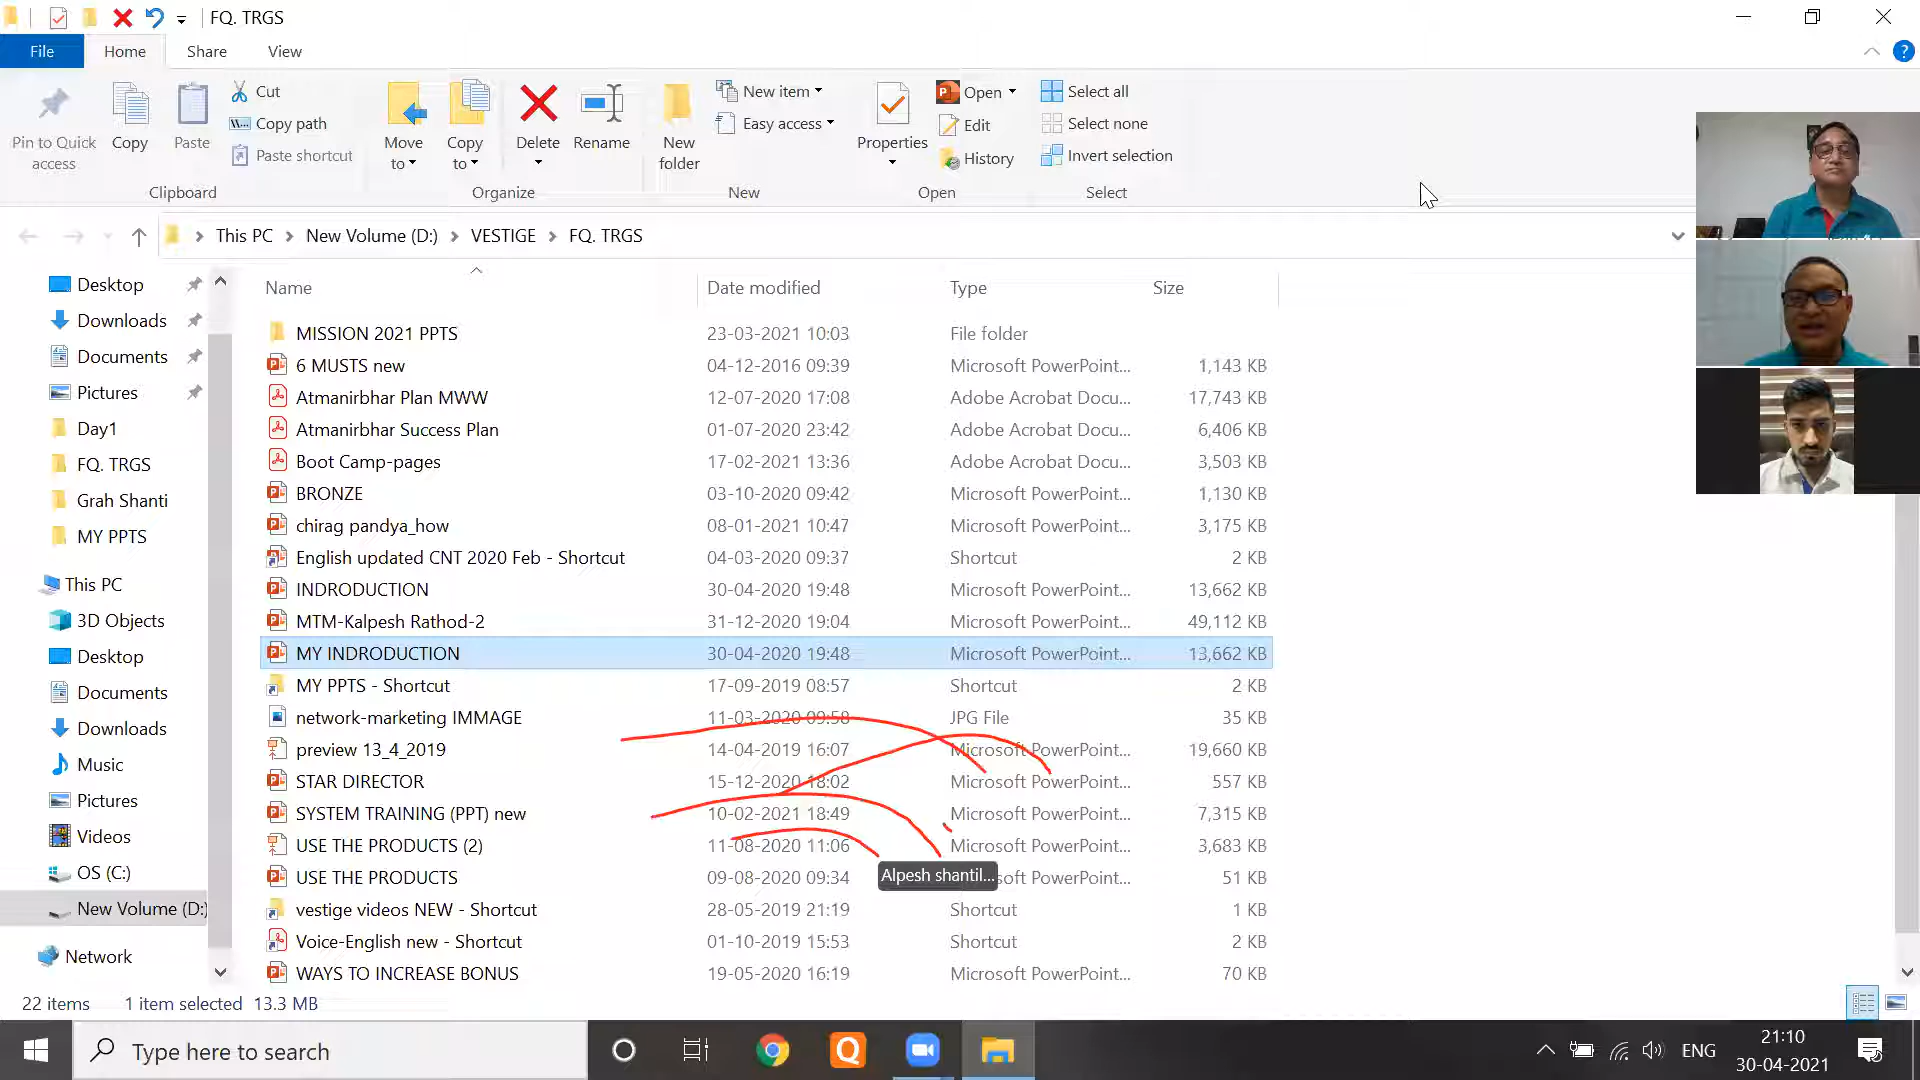 FQ. TRGS
File Home Share View
Pin to Quick access
Copy
Paste
Cut
Copy path
Paste shortcut
Clipboard
Move to
Copy to
Delete
Rename
Organize
New folder
New item
Easy access
New
Properties
Open
Edit
History
Open
Select all
Select none
Invert selection
Select
This PC > New Volume (D:) > VESTIGE > FQ. TRGS
Desktop
Downloads
Documents
Pictures
Day1
FQ. TRGS
Grah Shanti
MY PPTS
This PC
3D Objects
Desktop
Documents
Downloads
Music
Pictures
Videos
OS (C:)
New Volume (D:)
Network
Name Date modified Type Size
MISSION 2021 PPTS 23-03-2021 10:03 File folder
6 MUSTS new 04-12-2016 09:39 Microsoft PowerPoint... 1,143 KB
Atmanirbhar Plan MWW 12-07-2020 17:08 Adobe Acrobat Docu... 17,743 KB
Atmanirbhar Success Plan 01-07-2020 23:42 Adobe Acrobat Docu... 6,406 KB
Boot Camp-pages 17-02-2021 13:36 Adobe Acrobat Docu... 3,503 KB
BRONZE 03-10-2020 09:42 Microsoft PowerPoint... 1,130 KB
chirag pandya_how 08-01-2021 10:47 Microsoft PowerPoint... 3,175 KB
English updated CNT 2020 Feb - Shortcut 04-03-2020 09:37 Shortcut 2 KB
INDRODUCTION 30-04-2020 19:48 Microsoft PowerPoint... 13,662 KB
MTM-Kalpesh Rathod-2 31-12-2020 19:04 Microsoft PowerPoint... 49,112 KB
MY INDRODUCTION 30-04-2020 19:48 Microsoft PowerPoint... 13,662 KB
MY PPTS - Shortcut 17-09-2019 08:57 Shortcut 2 KB
network-marketing IMMAGE 11-03-2020 09:58 JPG File 35 KB
preview 13_4_2019 14-04-2019 16:07 Microsoft PowerPoint... 19,660 KB
STAR DIRECTOR 15-12-2020 18:02 Microsoft PowerPoint... 557 KB
SYSTEM TRAINING (PPT) new 10-02-2021 18:49 Microsoft PowerPoint... 7,315 KB
USE THE PRODUCTS (2) 11-08-2020 11:06 Microsoft PowerPoint... 3,683 KB
Alpesh shantil...
USE THE PRODUCTS 09-08-2020 09:34 soft PowerPoint... 51 KB
vestige videos NEW - Shortcut 28-05-2019 21:19 Shortcut 1 KB
Voice-English new - Shortcut 01-10-2019 15:53 Shortcut 2 KB
WAYS TO INCREASE BONUS 19-05-2020 16:19 Microsoft PowerPoint... 70 KB
22 items 1 item selected 13.3 MB
Type here to search
ENG
21:10
30-04-2021